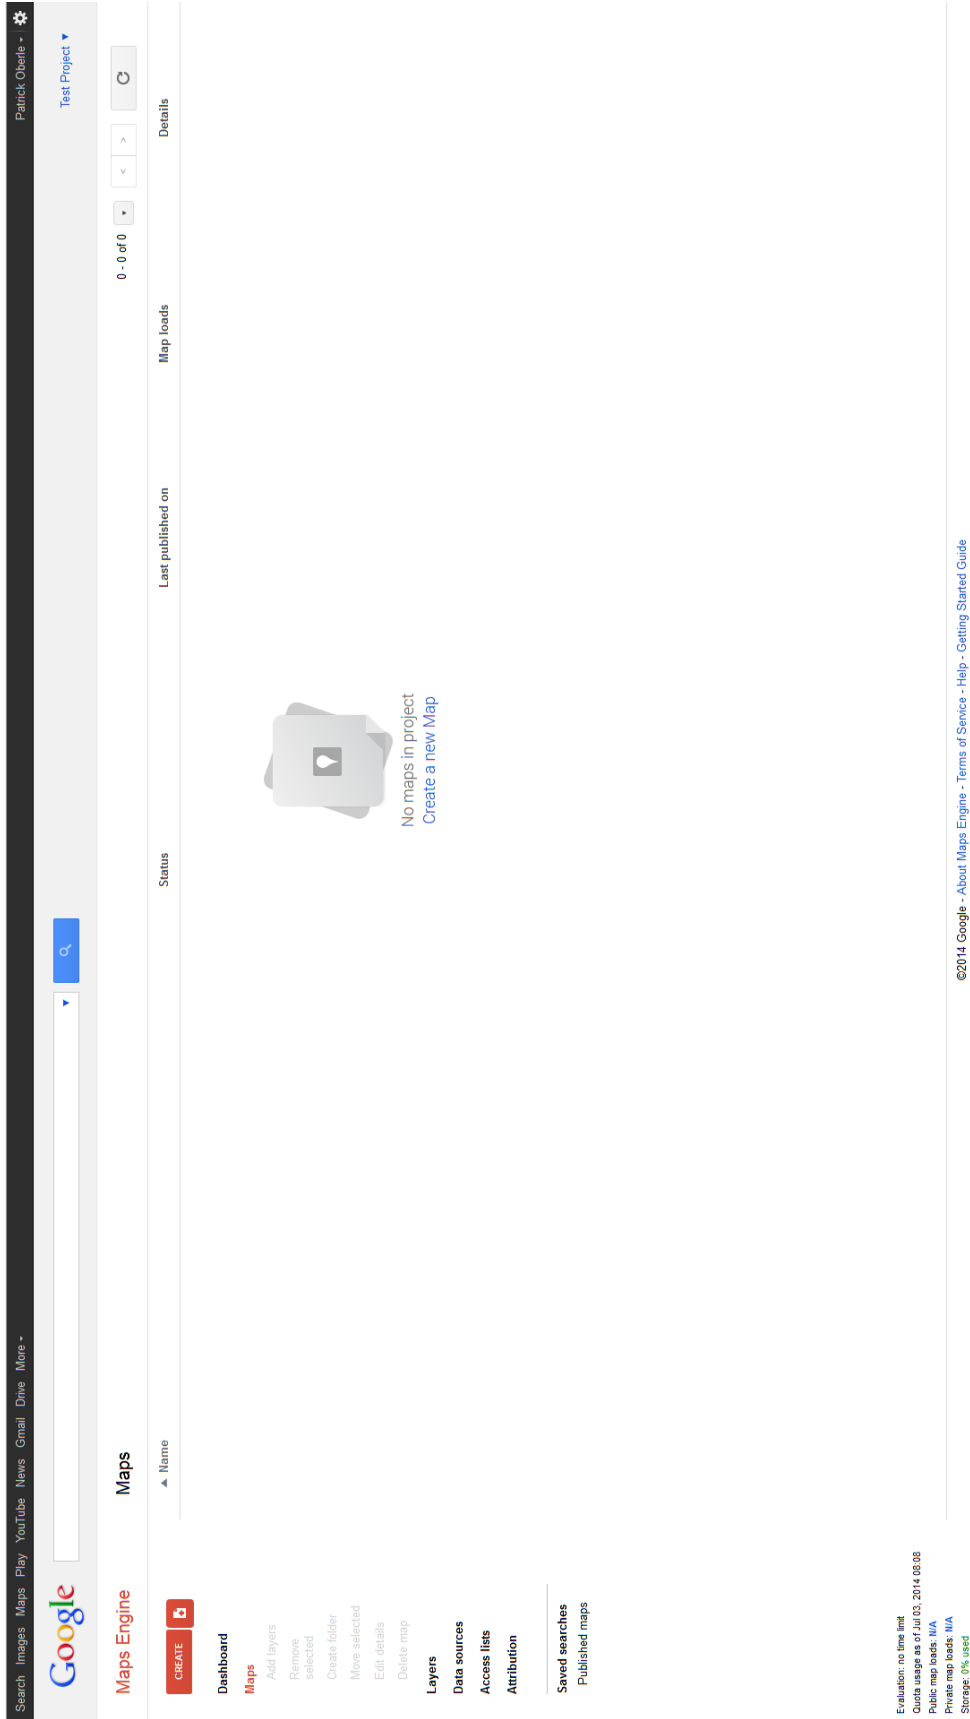 Search Images Maps Play YouTube News Gmail Drive More
Patrick Oberle
Google
Test Project
Maps Engine
Maps
0 - 0 of 0
CREATE
Name Status Last published on Map loads Details
Dashboard
Maps
Add layers
Remove
selected
Create folder
Move selected
Edit details
Delete map
Layers
Data sources
Access lists
Attribution
Saved searches
Published maps
No maps in project
Create a new Map
Evaluation: no time limit
Quota usage as of Jul 03, 2014 08:08
Public map loads: N/A
Private map loads: N/A
Storage: 0% used
©2014 Google - About Maps Engine - Terms of Service - Help - Getting Started Guide